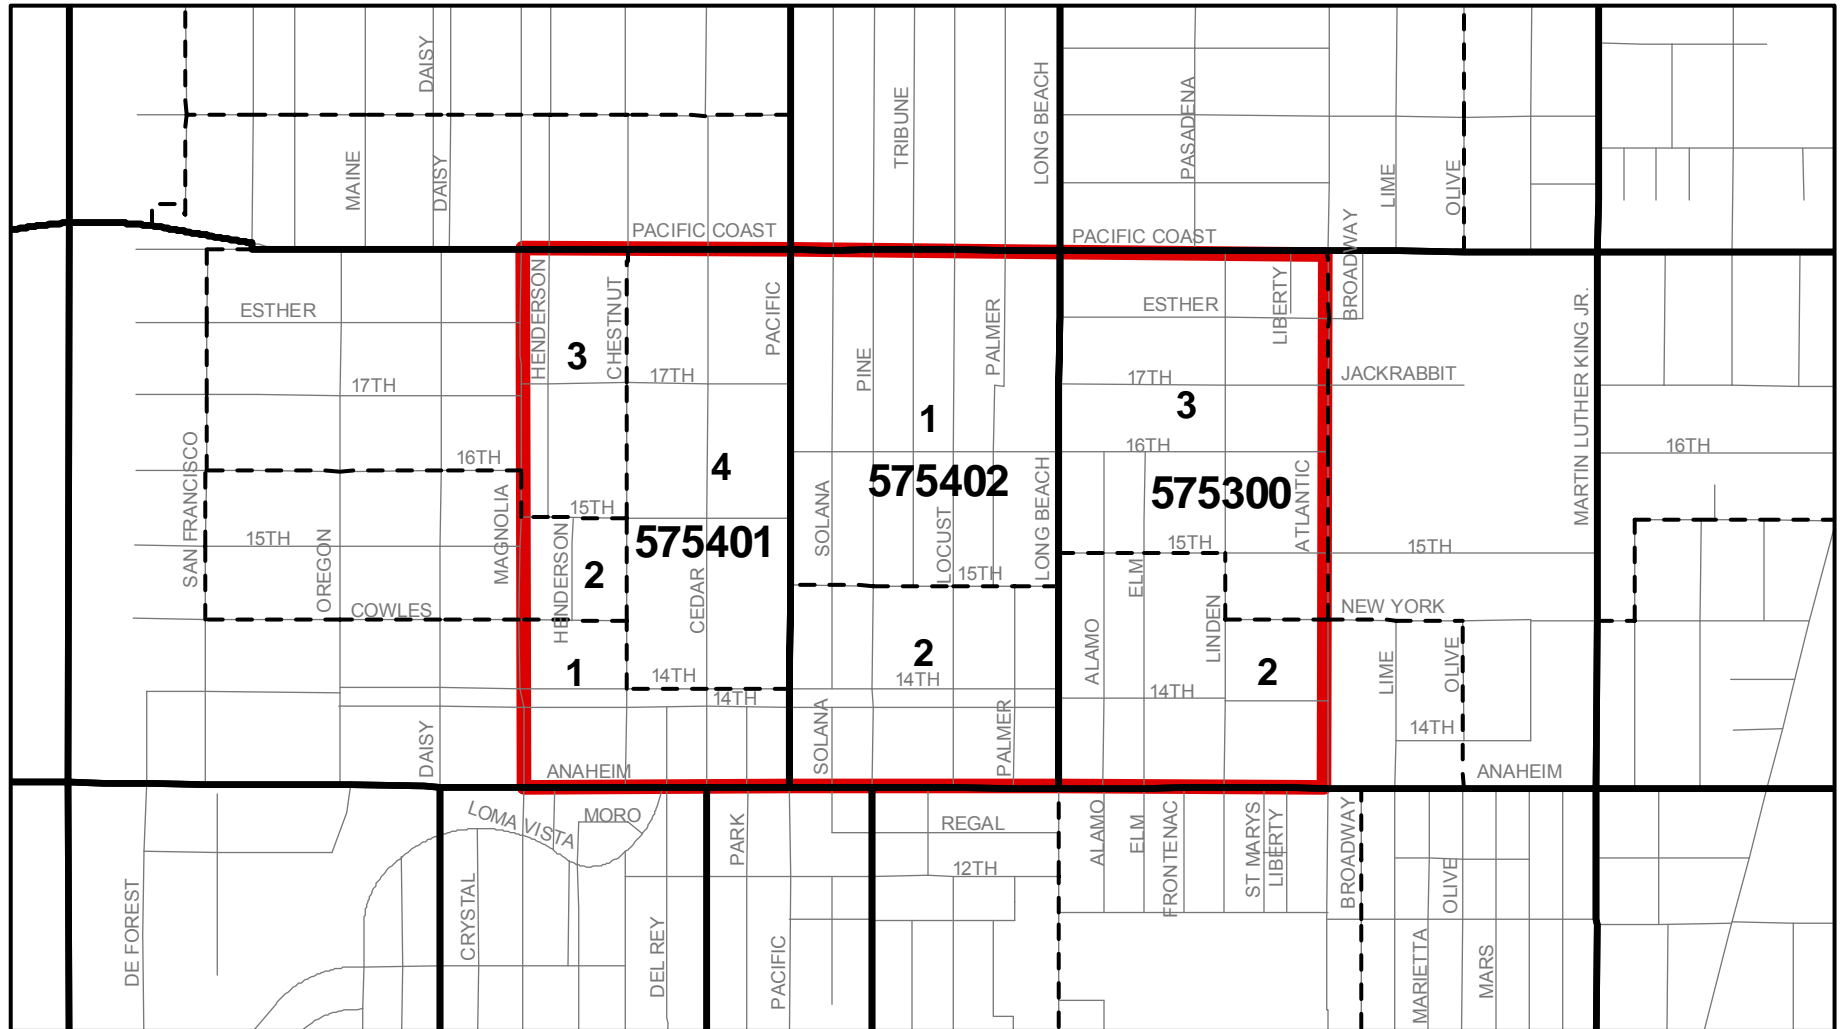 DAISY
TRIBUNE
LONG BEACH
PASADENA
MAINE
DAISY
LIME
OLIVE
PACIFIC COAST
PACIFIC COAST
BROADWAY
HENDERSON
CHESTNUT
PACIFIC
ESTHER
PALMER
ESTHER
LIBERTY
MARTIN LUTHER KING JR.
3
PINE
17TH
17TH
17TH
JACKRABBIT
1
3
SAN FRANCISCO
16TH
4
16TH
16TH
575402
575300
MAGNOLIA
15TH
SOLANA
LONG BEACH
ATLANTIC
15TH
OREGON
HENDERSON
575401
LOCUST
15TH
15TH
2
CEDAR
15TH
ELM
COWLES
LINDEN
NEW YORK
1
14TH
2
14TH
ALAMO
2
LIME
OLIVE
14TH
14TH
14TH
DAISY
SOLANA
PALMER
ANAHEIM
ANAHEIM
LOMA VISTA
MORO
PARK
REGAL
ALAMO
ELM
FRONTENAC
ST MARYS
LIBERTY
BROADWAY
12TH
OLIVE
DE FOREST
CRYSTAL
DEL REY
PACIFIC
MARIETTA
MARS